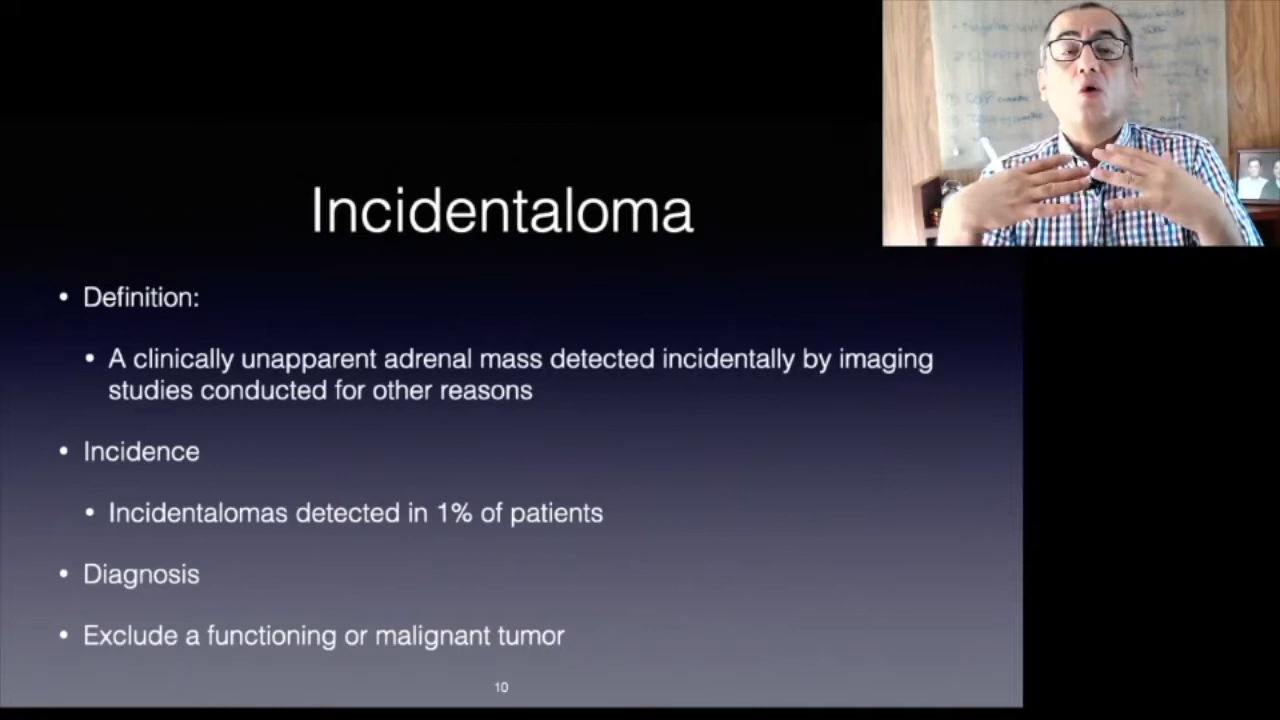 Incidentaloma
• Definition:
• A clinically unapparent adrenal mass detected incidentally by imaging
studies conducted for other reasons
• Incidence
• Incidentalomas detected in 1% of patients
• Diagnosis
• Exclude a functioning or malignant tumor
10